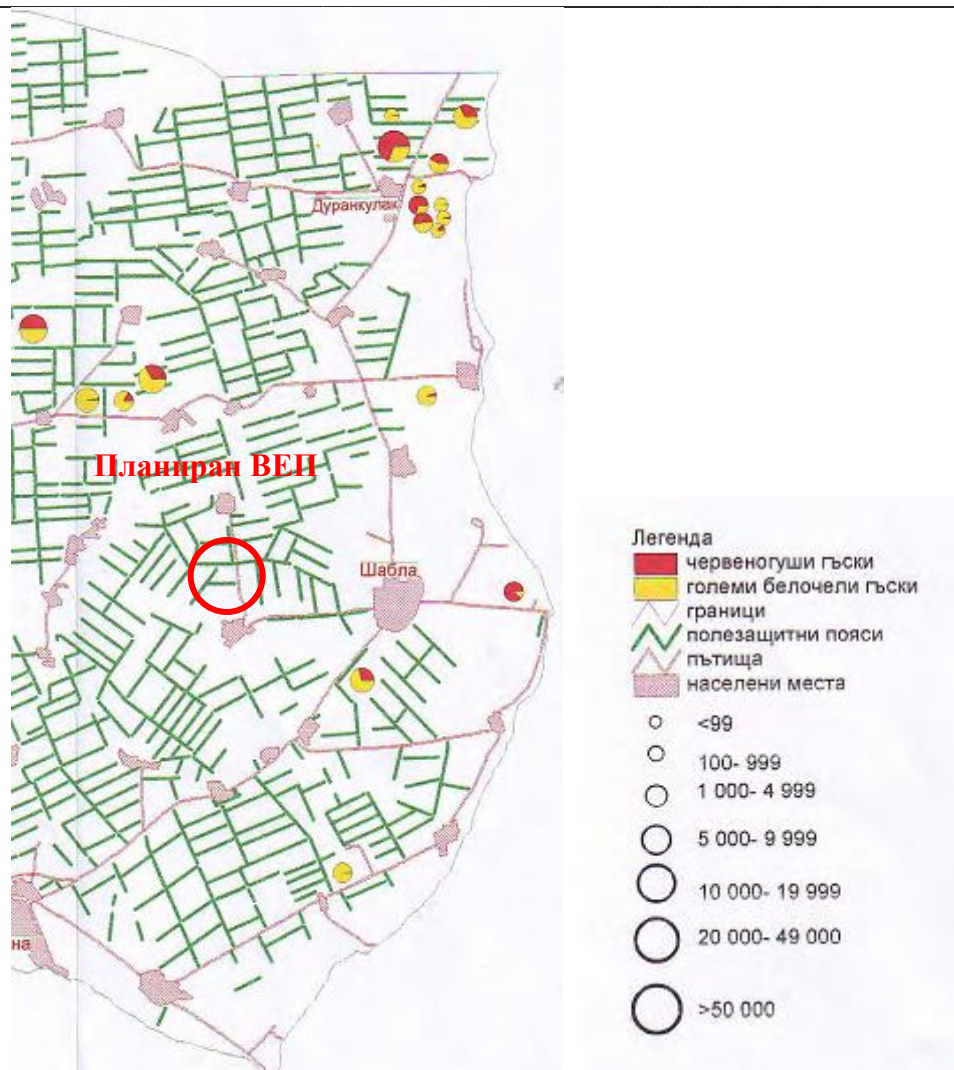 Дуранкулак
Планиран ВЕП
Шабла
на
Легенда
червеногуши гъски
големи белочели гъски
граници
полезащитни пояси
пътища
населени места
<99
100- 999
1 000- 4 999
5 000- 9 999
10 000- 19 999
20 000- 49 000
>50 000